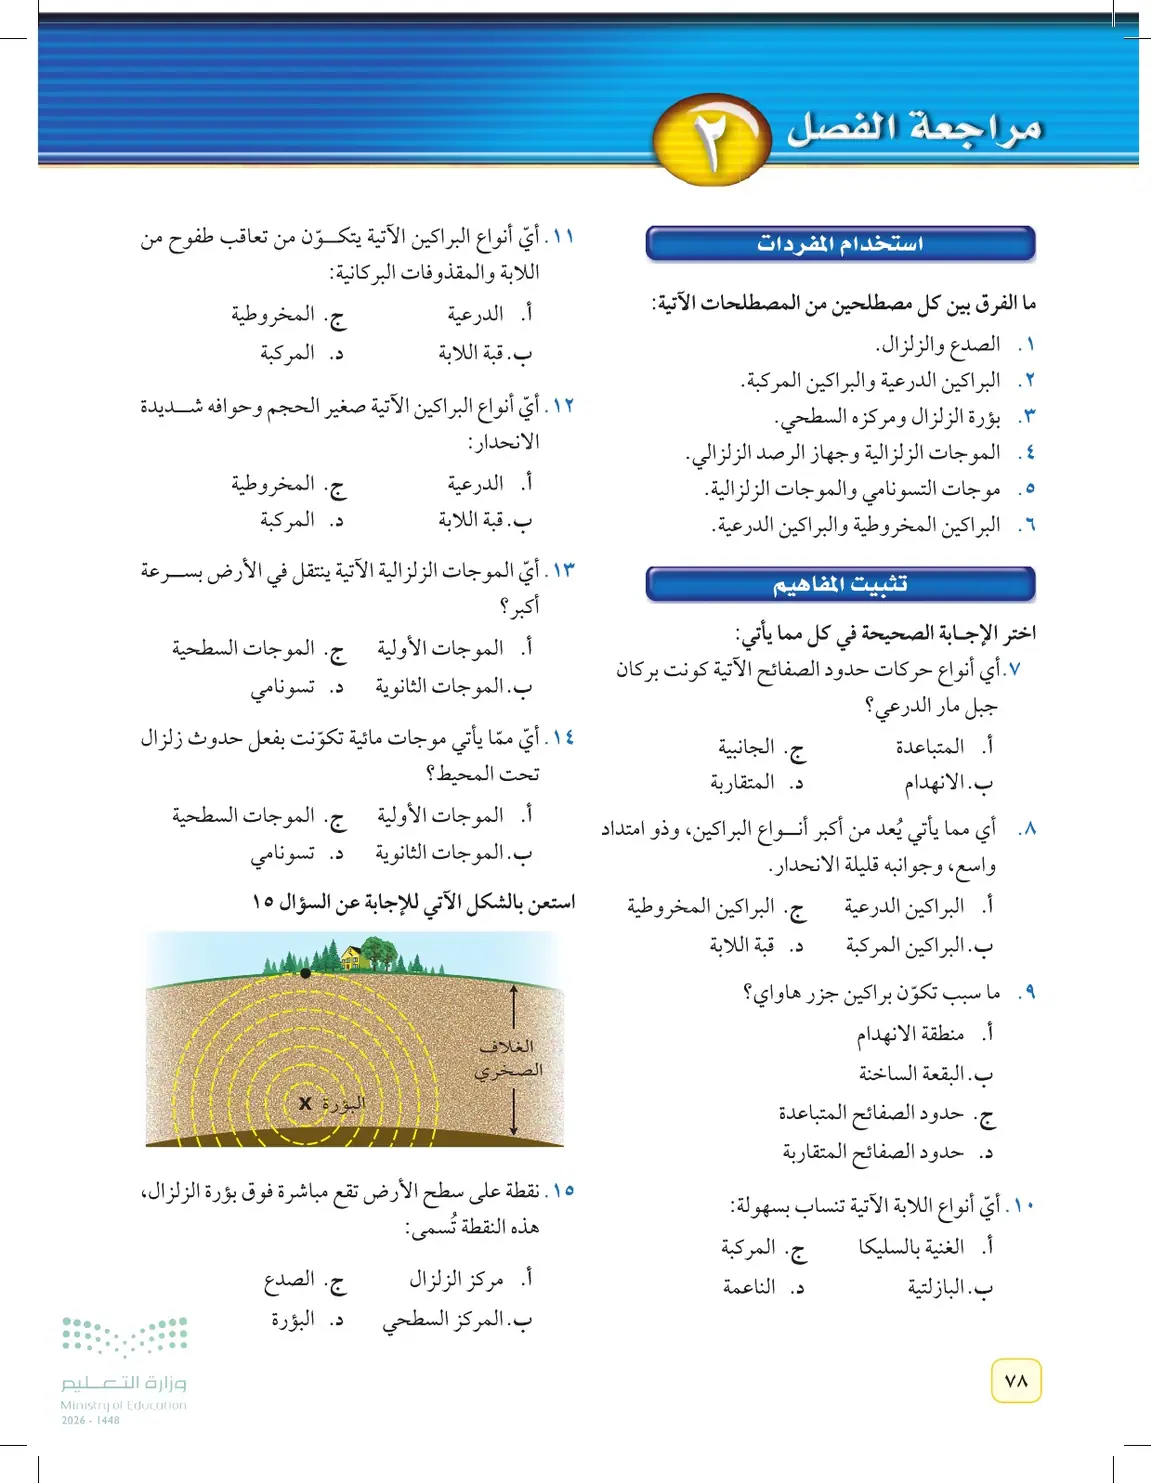 مراجعة الفصل ٢
استخدام المفردات
ما الفرق بين كل مصطلحين من المصطلحات الآتية:
١. الصدع والزلزال.
٢. البراكين الدرعية والبراكين المركبة.
٣. بؤرة الزلزال ومركزه السطحي.
٤. الموجات الزلزالية وجهاز الرصد الزلزالي.
٥. موجات التسونامي والموجات الزلزالية.
٦. البراكين المخروطية والبراكين الدرعية.
تثبيت المفاهيم
اختر الإجابة الصحيحة في كل مما يأتي:
٧. أي أنواع حركات حدود الصفائح الآتية كونت بركان
جبل مار الدرعي؟
أ. المتباعدة ج. الجانبية
ب. الانهدام د. المتقاربة
٨. أي مما يأتي يُعد من أكبر أنواع البراكين، وذو امتداد
واسع، وجوانبه قليلة الانحدار.
أ. البراكين الدرعية ج. البراكين المخروطية
ب. البراكين المركبة د. قبة اللابة
٩. ما سبب تكوّن براكين جزر هاواي؟
أ. منطقة الانهدام
ب. البقعة الساخنة
ج. حدود الصفائح المتباعدة
د. حدود الصفائح المتقاربة
١٠. أيّ أنواع اللابة الآتية تنساب بسهولة:
أ. الغنية بالسليكا ج. المركبة
ب. البازلتية د. الناعمة
١١. أيّ أنواع البراكين الآتية يتكوّن من تعاقب طفوح من
اللابة والمقذوفات البركانية:
أ. الدرعية ج. المخروطية
ب. قبة اللابة د. المركبة
١٢. أيّ أنواع البراكين الآتية صغير الحجم وحوافه شديدة
الانحدار:
أ. الدرعية ج. المخروطية
ب. قبة اللابة د. المركبة
١٣. أيّ الموجات الزلزالية الآتية ينتقل في الأرض بسرعة
أكبر؟
أ. الموجات الأولية ج. الموجات السطحية
ب. الموجات الثانوية د. تسونامي
١٤. أيّ ممّا يأتي موجات مائية تكوّنت بفعل حدوث زلزال
تحت المحيط؟
أ. الموجات الأولية ج. الموجات السطحية
ب. الموجات الثانوية د. تسونامي
استعن بالشكل الآتي للإجابة عن السؤال ١٥
الغلاف
الصخري
البؤرة X
١٥. نقطة على سطح الأرض تقع مباشرة فوق بؤرة الزلزال،
هذه النقطة تُسمى:
أ. مركز الزلزال ج. الصدع
ب. المركز السطحي د. البؤرة
وزارة التعليم
Ministry of Education
2026 - 1448
٧٨